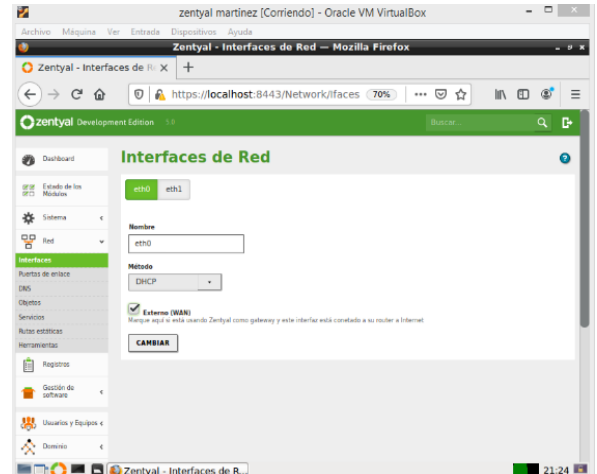 zentyal martinez [Corriendo] - Oracle VM VirtualBox
Archivo Máquina Ver Entrada Dispositivos Ayuda
Zentyal - Interfaces de Red — Mozilla Firefox
Zentyal - Interfaces de R
https://localhost:8443/Network/Ifaces 70%
zentyal Development Edition 5.0
Buscar...
Interfaces de Red
Dashboard
Estado de los
Módulos
Sistema
Red
Interfaces
Puertas de enlace
DNS
Objetos
Servicios
Rutas estáticas
Herramientas
Registros
Gestión de
software
Usuarios y Equipos
Dominio
eth0 eth1
Nombre
eth0
Método
DHCP
Externo (WAN)
Marque aquí si está usando Zentyal como gateway y este interfaz está conetado a su router a Internet
CAMBIAR
Zentyal - Interfaces de R...
21:24